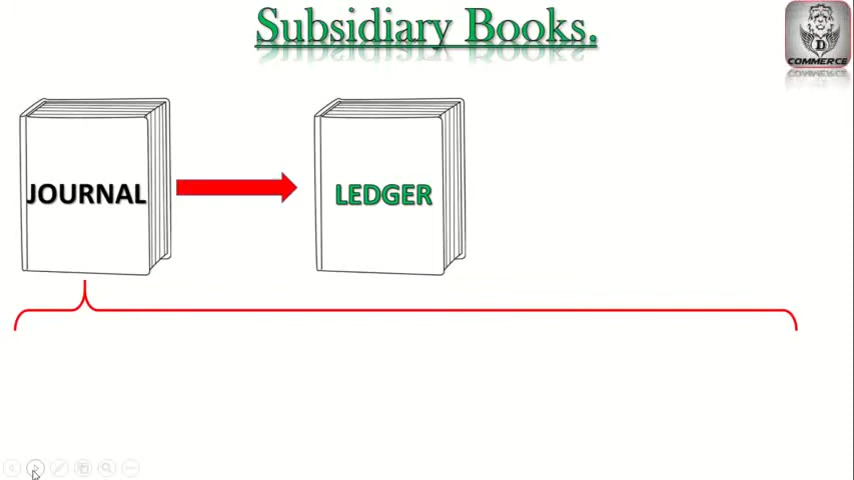 Subsidiary Books.
D
COMMERCE
JOURNAL
LEDGER